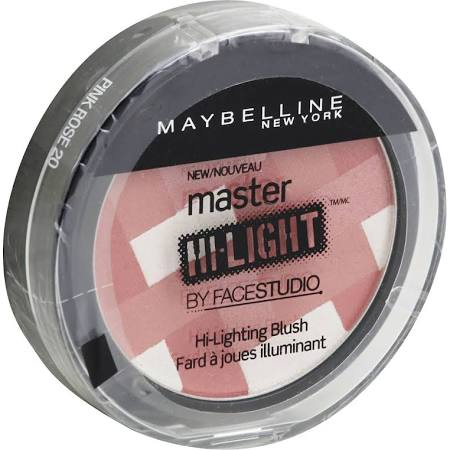 MAYBELLINE
NEW YORK
NEW/NOUVEAU
master
HI-LIGHT TM/MC
BY FACESTUDIO
Hi-Lighting Blush
Fard à joues illuminant
PINK ROSE 20